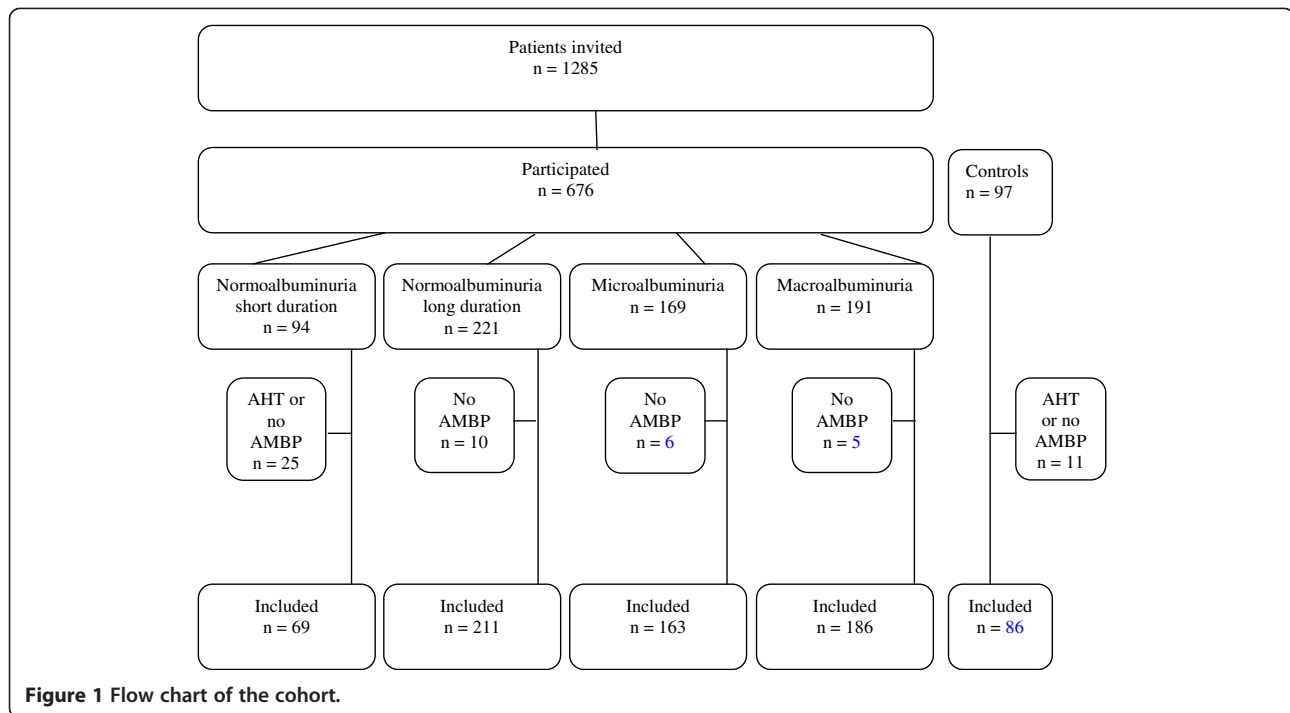 Patients invited
n = 1285
Participated
n = 676
Controls
n = 97
Normoalbuminuria
short duration
n = 94
Normoalbuminuria
long duration
n = 221
Microalbuminuria
n = 169
Macroalbuminuria
n = 191
AHT or
no
AMBP
n = 25
No
AMBP
n = 10
No
AMBP
n = 6
No
AMBP
n = 5
AHT
or no
AMBP
n = 11
Included
n = 69
Included
n = 211
Included
n = 163
Included
n = 186
Included
n = 86
Figure 1 Flow chart of the cohort.